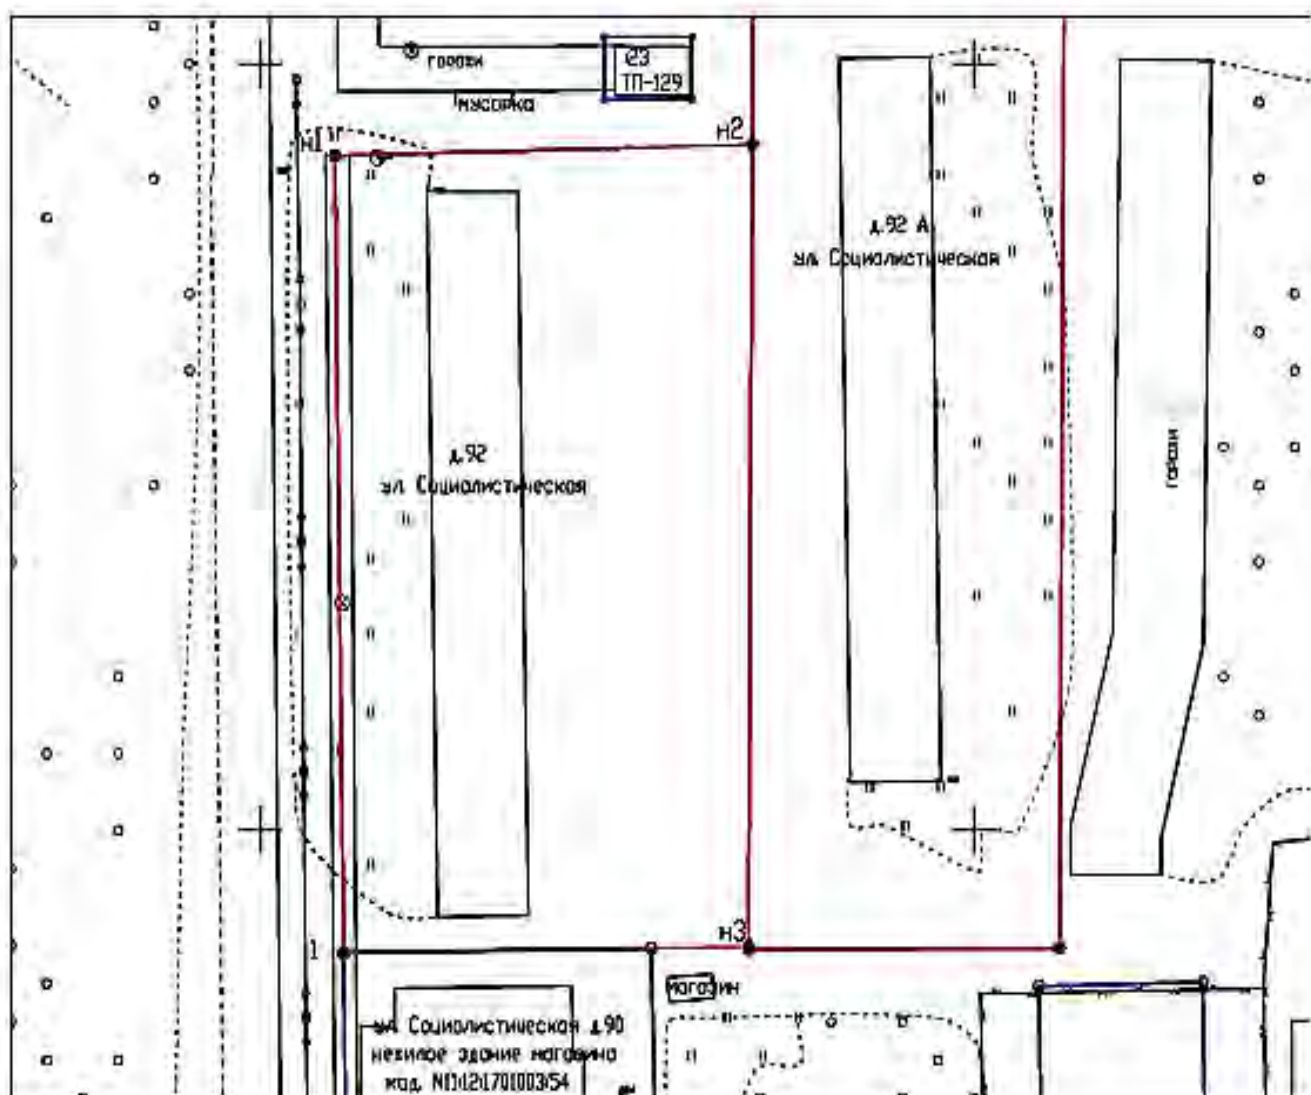 гаражи
23
ТП-129
мусорка
н1
н2
д.92 А
ул. Социалистическая
д.92
ул. Социалистическая
гаражи
1
н3
магазин
ул. Социалистическая д.90
нежилое здание магазина